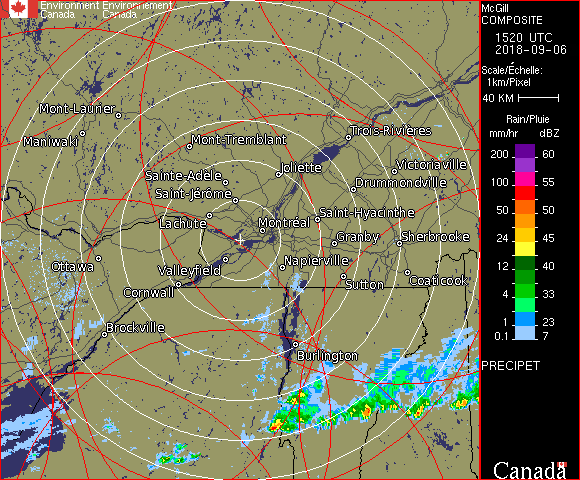 Environment Environnement
Canada Canada
McGill
COMPOSITE
1520 UTC
2018-09-06
Scale/Échelle:
1km/Pixel
40 KM
Rain/Pluie
mm/hr dBZ
200 60
100 55
50 50
24 45
12 40
4 33
1 23
0.1 7
PRECIPET
Canada
Mont-Laurier
Maniwaki
Mont-Tremblant
Trois-Rivières
Joliette
Victoriaville
Sainte-Adèle
Drummondville
Saint-Jérôme
Lachute
Montréal
Saint-Hyacinthe
Granby
Sherbrooke
Ottawa
Valleyfield
Napierville
Cornwall
Sutton
Coaticook
Brockville
Burlington